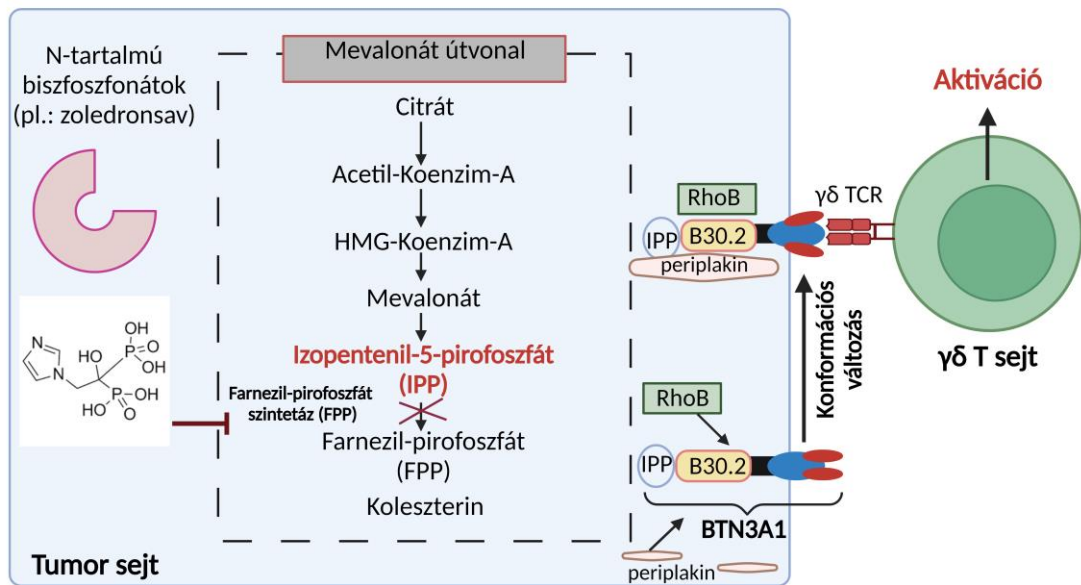 N-tartalmú
biszfoszfonátok
(pl.: zoledronsav)
N
N
HO
OH
P
O
OH
P
OH
HO
O
Mevalonát útvonal
Citrát
Acetil-Koenzim-A
HMG-Koenzim-A
Mevalonát
Izopentenil-5-pirofoszfát
(IPP)
Farnezil-pirofoszfát
szintetáz (FPP)
Farnezil-pirofoszfát
(FPP)
Koleszterin
Tumor sejt
RhoB
IPP
B30.2
periplakin
γδ TCR
Aktiváció
γδ T sejt
Konformációs
változás
RhoB
IPP
B30.2
BTN3A1
periplakin